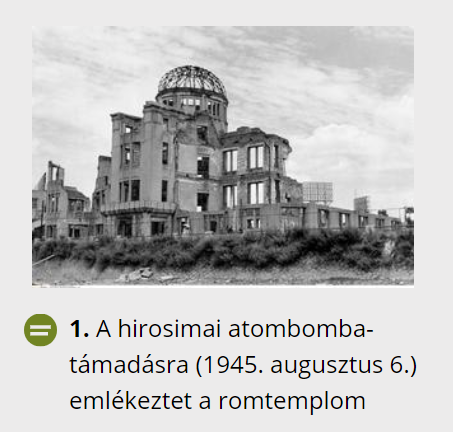 1. A hirosimai atombomba-
támadásra (1945. augusztus 6.)
emlékeztet a romtemplom